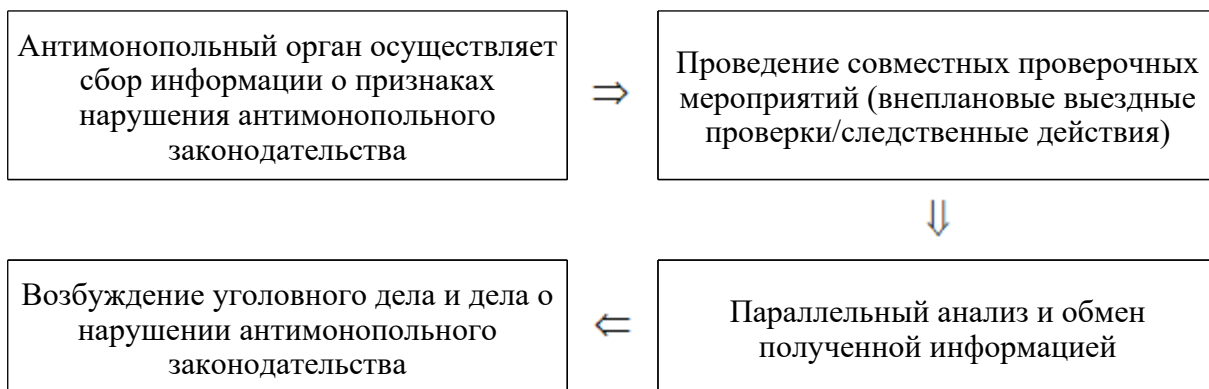 Антимонопольный орган осуществляет
сбор информации о признаках
нарушения антимонопольного
законодательства
⇒
Проведение совместных проверочных
мероприятий (внеплановые выездные
проверки/следственные действия)
⇓
Параллельный анализ и обмен
полученной информацией
⇐
Возбуждение уголовного дела и дела о
нарушении антимонопольного
законодательства